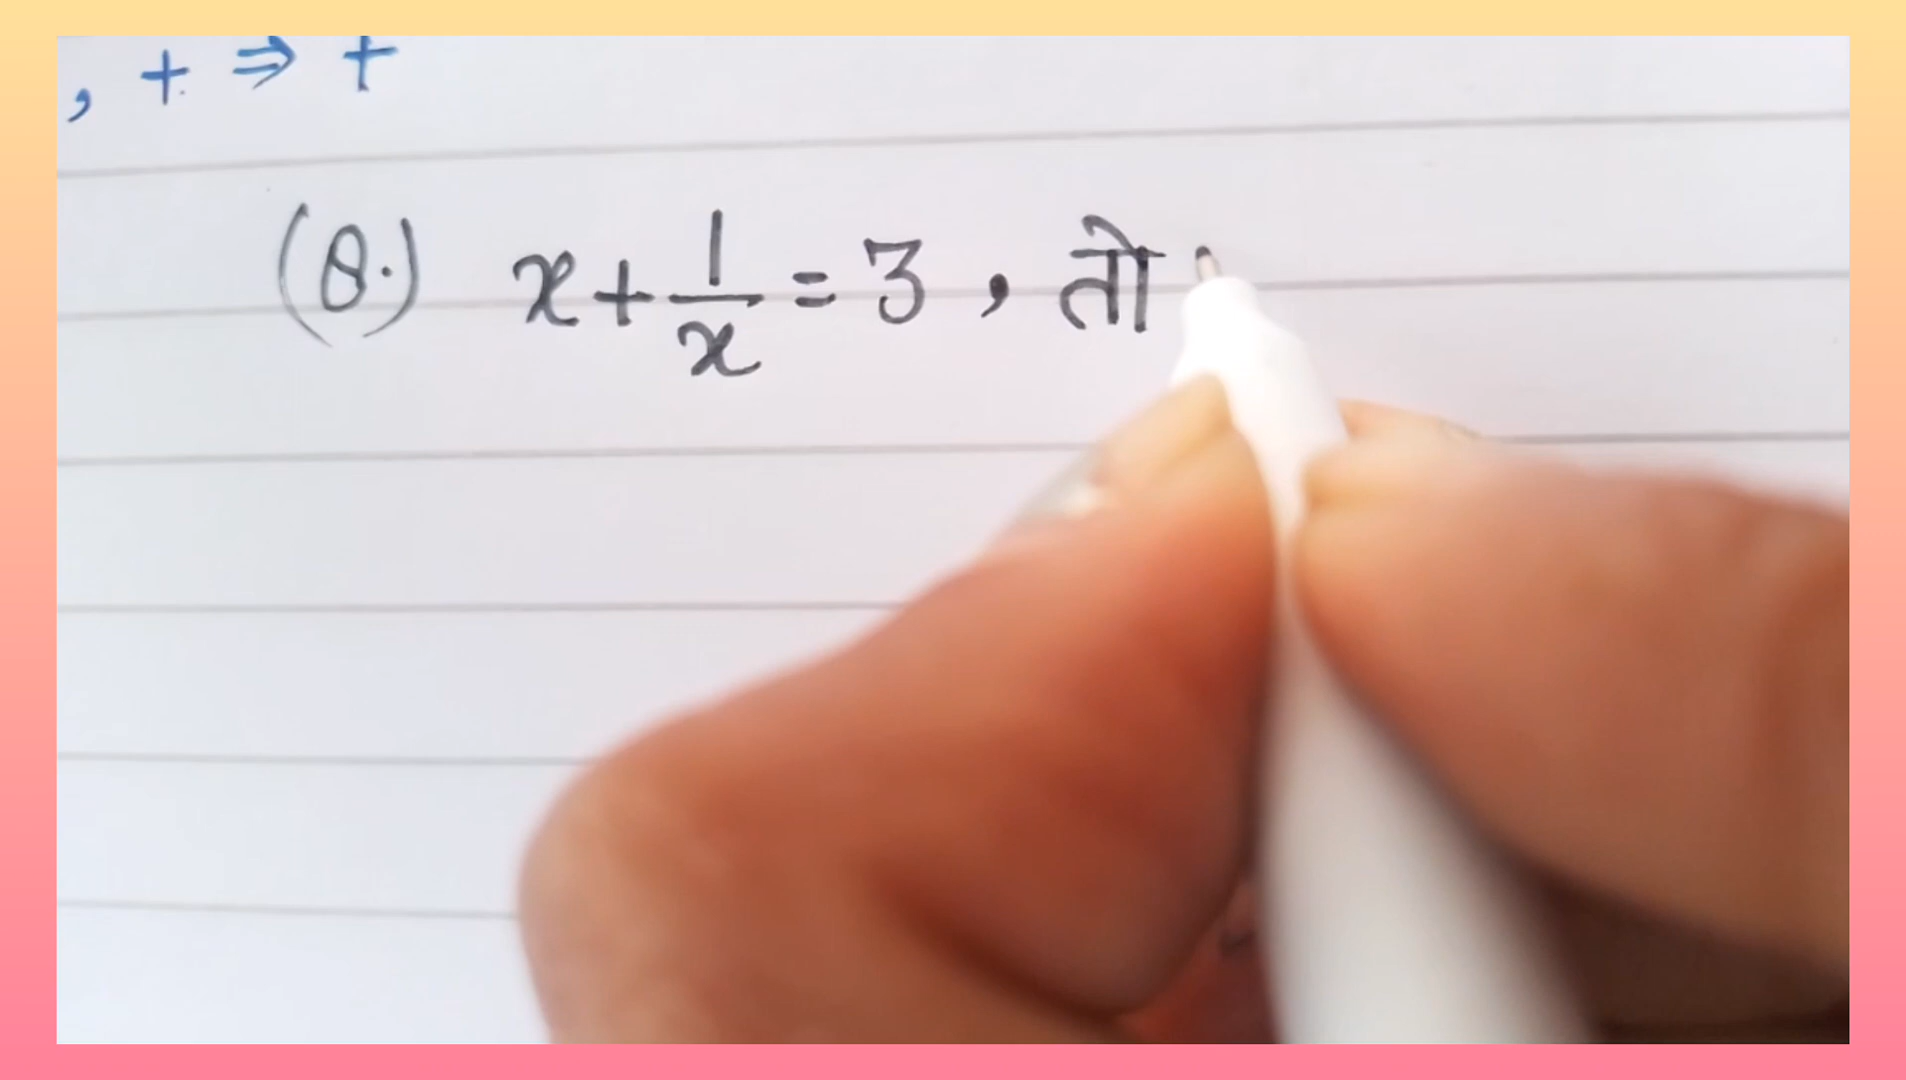 , + ⇒ +
(Q.) x + 1/x = 3, तो